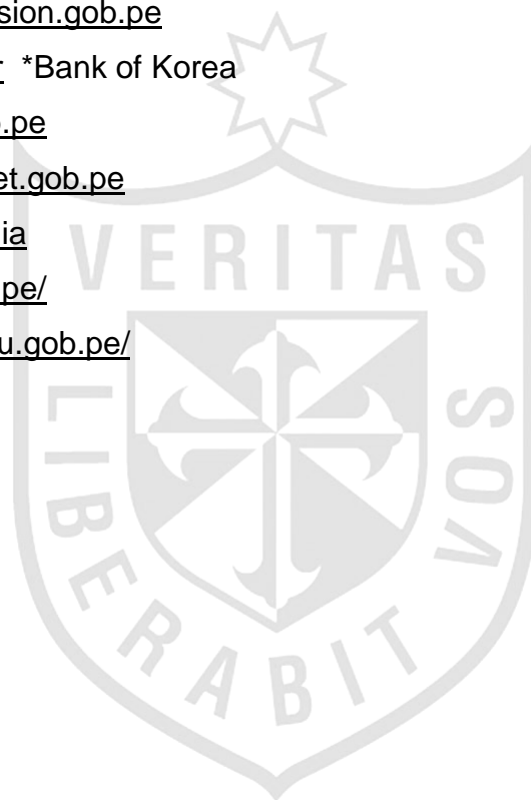 sion.gob.pe
*Bank of Korea
.pe
et.gob.pe
ia
pe/
u.gob.pe/
VERITAS
LIBERABIT VOS